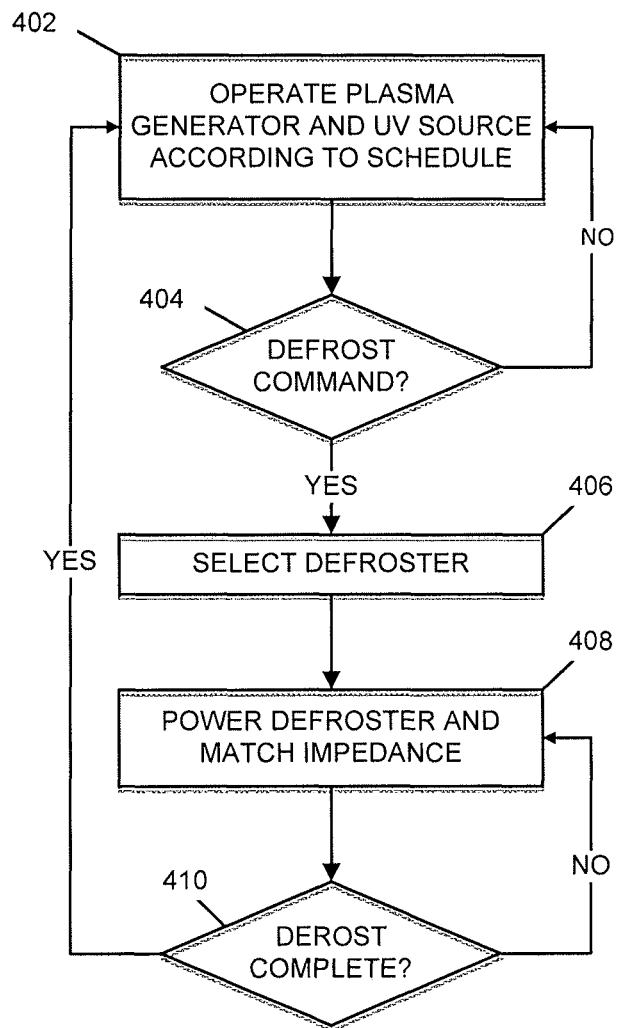 402
OPERATE PLASMA
GENERATOR AND UV SOURCE
ACCORDING TO SCHEDULE
NO
404
DEFROST
COMMAND?
YES
406
SELECT DEFROSTER
YES
408
POWER DEFROSTER AND
MATCH IMPEDANCE
NO
410
DEROST
COMPLETE?